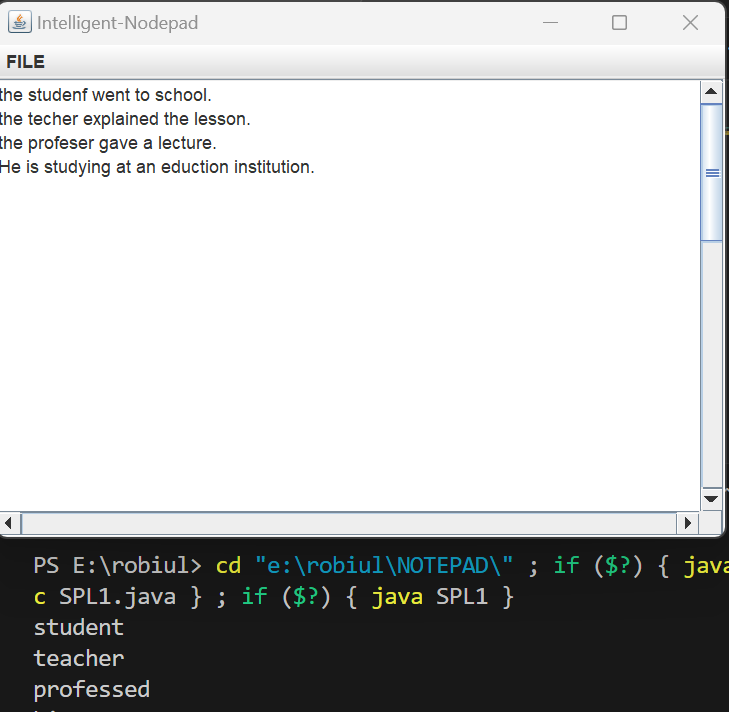 Intelligent-Nodepad
FILE
the studenf went to school.
the techer explained the lesson.
the profeser gave a lecture.
He is studying at an eduction institution.
PS E:\robiul> cd "e:\robiul\NOTEPAD\" ; if ($?) { java
c SPL1.java } ; if ($?) { java SPL1 }
student
teacher
professed